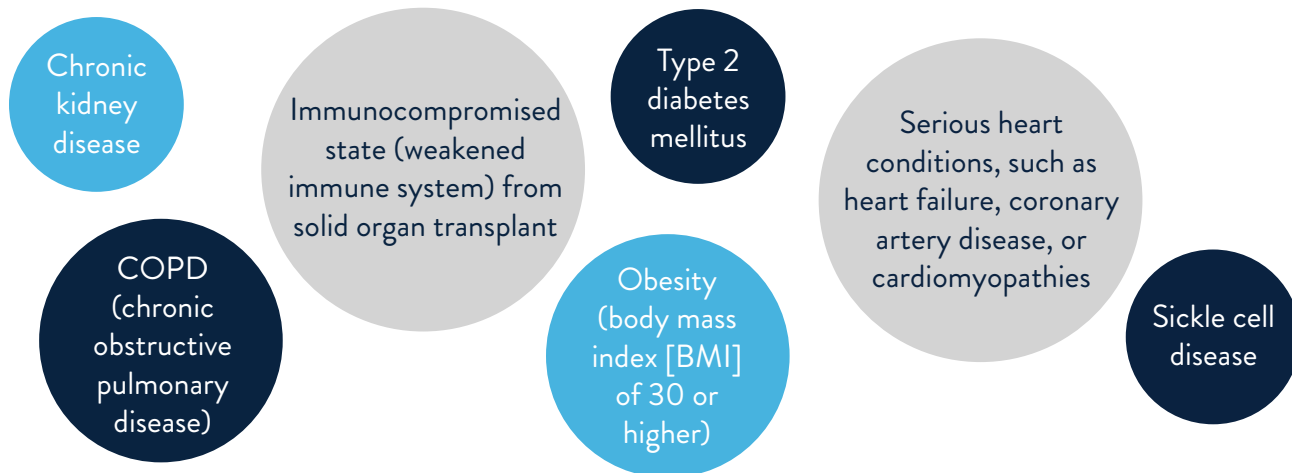 Chronic
kidney
disease
Immunocompromised
state (weakened
immune system) from
solid organ transplant
Type 2
diabetes
mellitus
Serious heart
conditions, such as
heart failure, coronary
artery disease, or
cardiomyopathies
COPD
(chronic
obstructive
pulmonary
disease)
Obesity
(body mass
index [BMI]
of 30 or
higher)
Sickle cell
disease